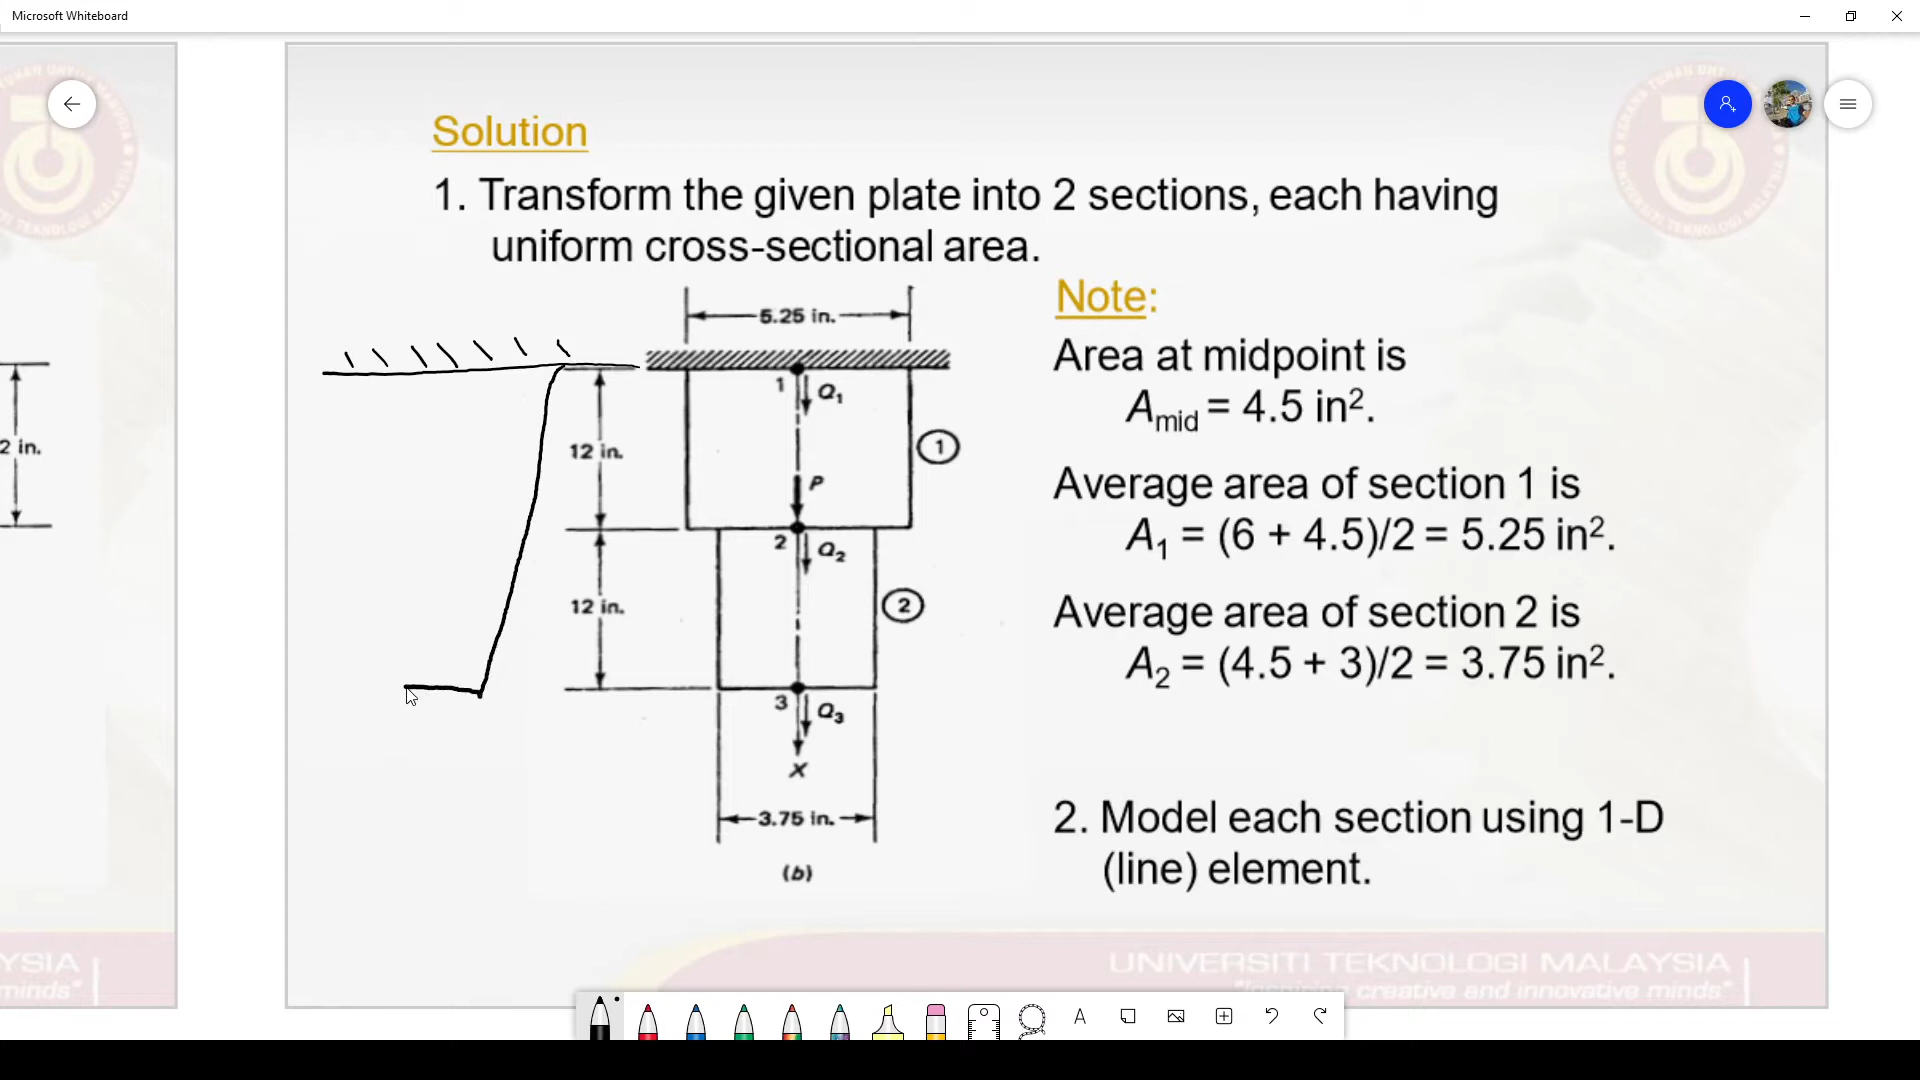 Microsoft Whiteboard
Solution
1. Transform the given plate into 2 sections, each having
uniform cross-sectional area.
Note:
5.25 in.
Area at midpoint is
Amid = 4.5 in².
1 Q₁
12 in.
2 in.
1
P
Average area of section 1 is
A₁ = (6 + 4.5)/2 = 5.25 in².
2 Q₂
12 in.
2
Average area of section 2 is
A₂ = (4.5 + 3)/2 = 3.75 in².
3 Q₃
X
3.75 in.
(b)
2. Model each section using 1-D
(line) element.
YSIA
minds"
UNIVERSITI TEKNOLOGI MALAYSIA
"Inspiring creative and innovative minds"
A